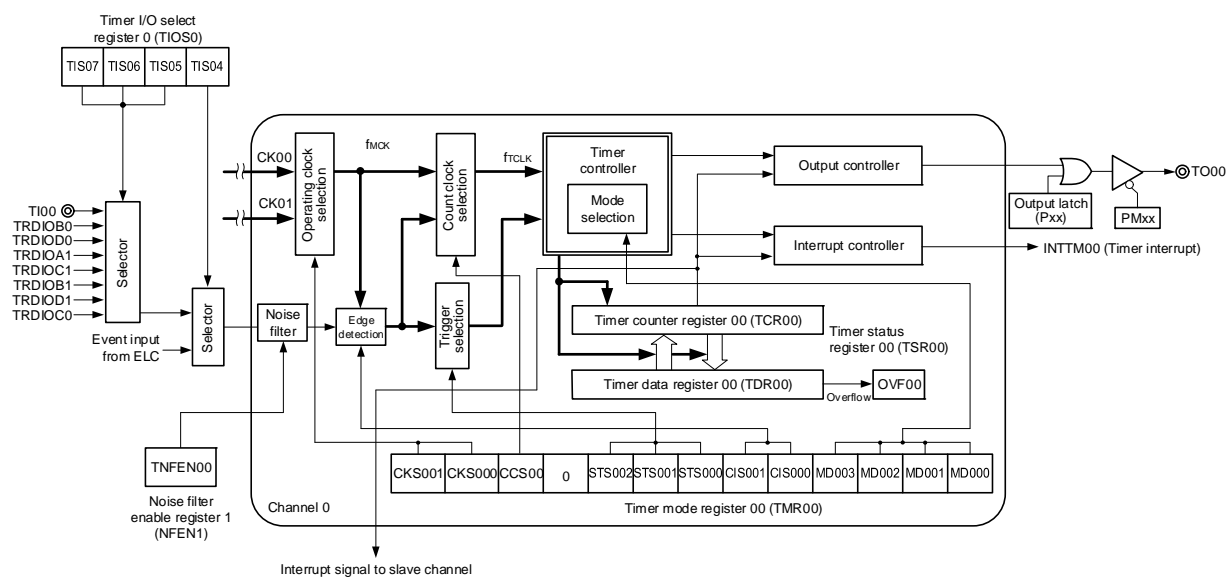 Timer I/O select
register 0 (TIOS0)
TIS07 TIS06 TIS05 TIS04
CK00
CK01
Operating clock
selection
fMCK
Count clock
selection
fTCLK
Timer
controller
Mode
selection
Output controller
Output latch
(Pxx)
PMxx
TO00
Interrupt controller
INTTM00 (Timer interrupt)
TI00
TRDIOB0
TRDIOD0
TRDIOA1
TRDIOC1
TRDIOB1
TRDIOD1
TRDIOC0
Selector
Event input
from ELC
Selector
Noise
filter
Edge
detection
Trigger
selection
Timer counter register 00 (TCR00)
Timer status
register 00 (TSR00)
Timer data register 00 (TDR00)
Overflow
OVF00
TNFEN00
Noise filter
enable register 1
(NFEN1)
CKS001 CKS000 CCS00 0 STS002 STS001 STS000 CIS001 CIS000 MD003 MD002 MD001 MD000
Channel 0
Timer mode register 00 (TMR00)
Interrupt signal to slave channel